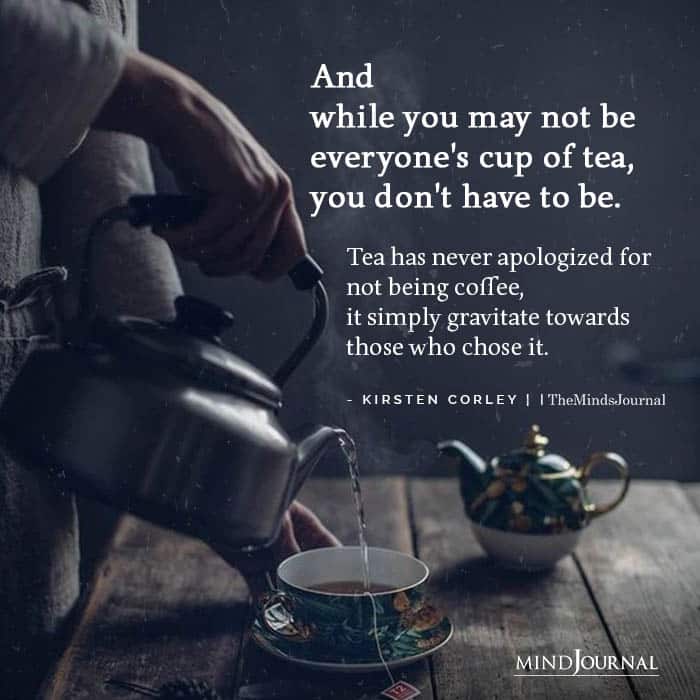 And
while you may not be
everyone's cup of tea,
you don't have to be.
Tea has never apologized for
not being coffee,
it simply gravitate towards
those who chose it.
- KIRSTEN CORLEY | | TheMindsJournal
12
MINDJOURNAL